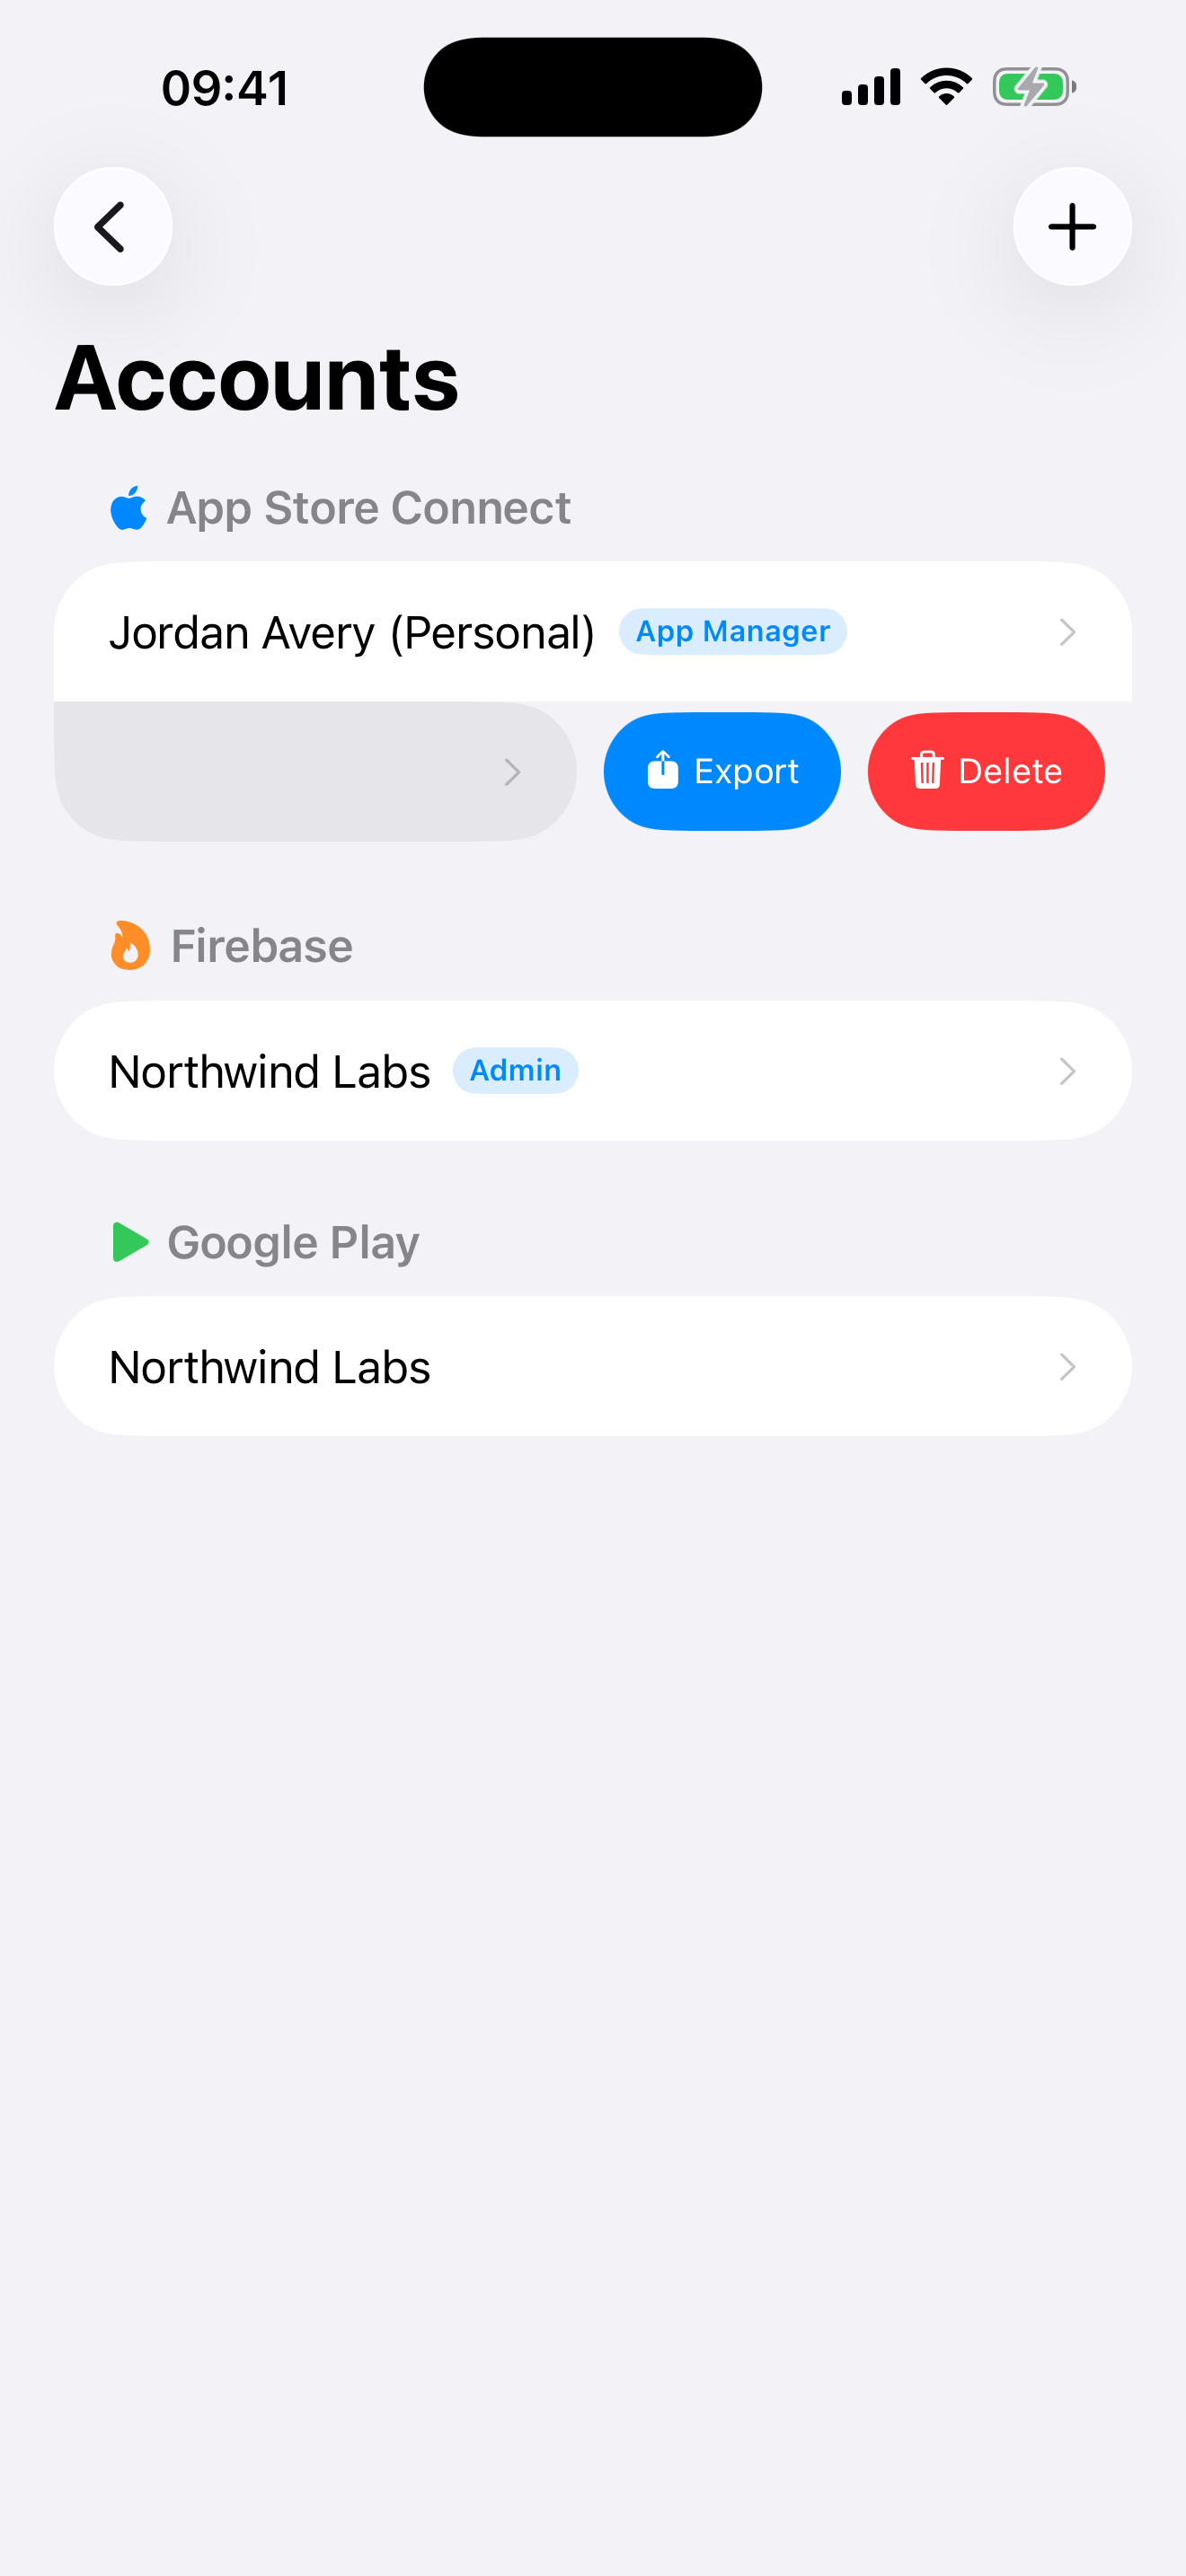 09:41
Accounts
App Store Connect
Jordan Avery (Personal) App Manager
Export Delete
Firebase
Northwind Labs Admin
Google Play
Northwind Labs